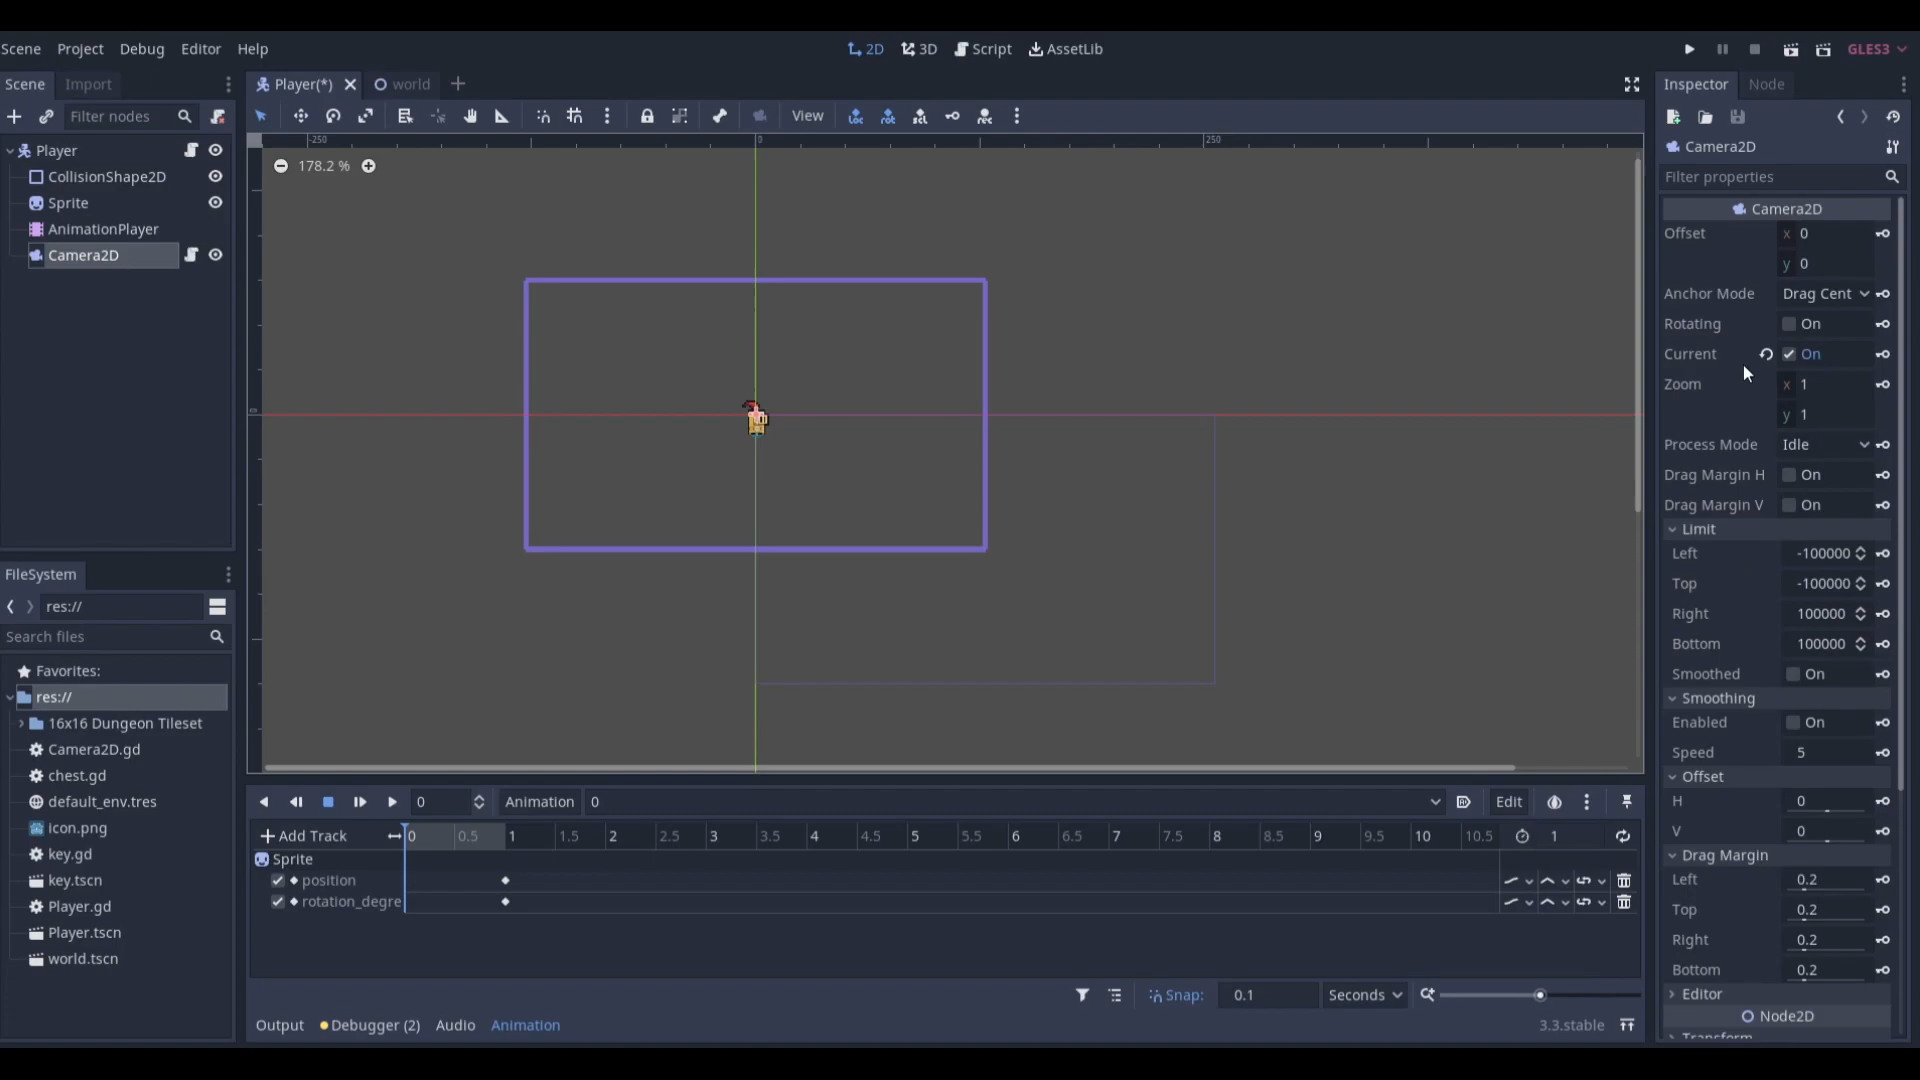 Scene Project Debug Editor Help
2D 3D Script AssetLib
GLES3
Scene Import
Filter nodes
Player
CollisionShape2D
Sprite
AnimationPlayer
Camera2D
FileSystem
res://
Search files
Favorites:
res://
16x16 Dungeon TIleset
Camera2D.gd
chest.gd
default_env.tres
icon.png
key.gd
key.tscn
Player.gd
Player.tscn
world.tscn
Player(*) world
View
-250 0 250
0
178.2 %
0 Animation 0 Edit
Add Track 0 0.5 1 1.5 2 2.5 3 3.5 4 4.5 5 5.5 6 6.5 7 7.5 8 8.5 9 9.5 10 10.5 1
Sprite
position
rotation_degre
Snap: 0.1 Seconds
Output Debugger (2) Audio Animation 3.3.stable
Inspector Node
Camera2D
Filter properties
Camera2D
Offset x 0
y 0
Anchor Mode Drag Cent
Rotating On
Current On
Zoom x 1
y 1
Process Mode Idle
Drag Margin H On
Drag Margin V On
Limit
Left -100000
Top -100000
Right 100000
Bottom 100000
Smoothed On
Smoothing
Enabled On
Speed 5
Offset
H 0
V 0
Drag Margin
Left 0.2
Top 0.2
Right 0.2
Bottom 0.2
Editor
Node2D
Transform